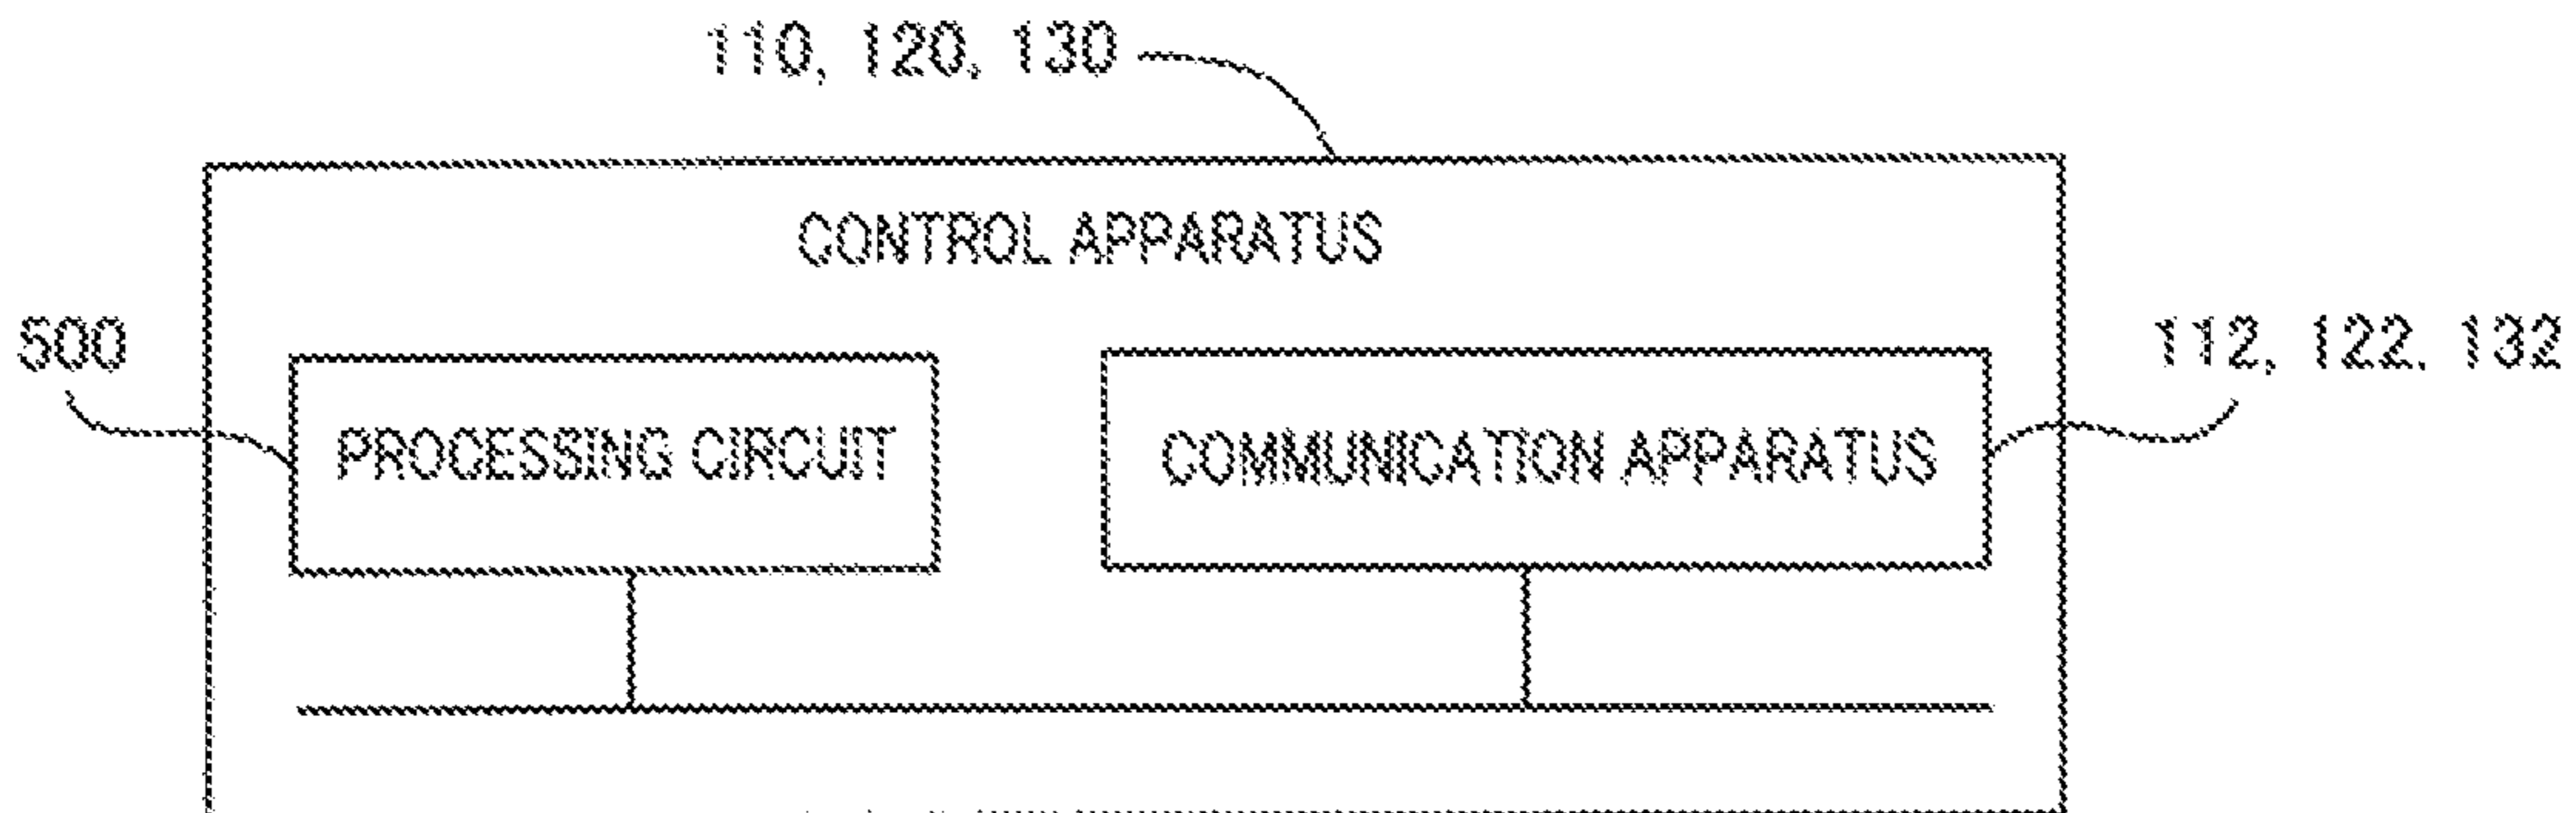 110, 120, 130
CONTROL APPARATUS
500
112, 122, 132
PROCESSING CIRCUIT
COMMUNICATION APPARATUS